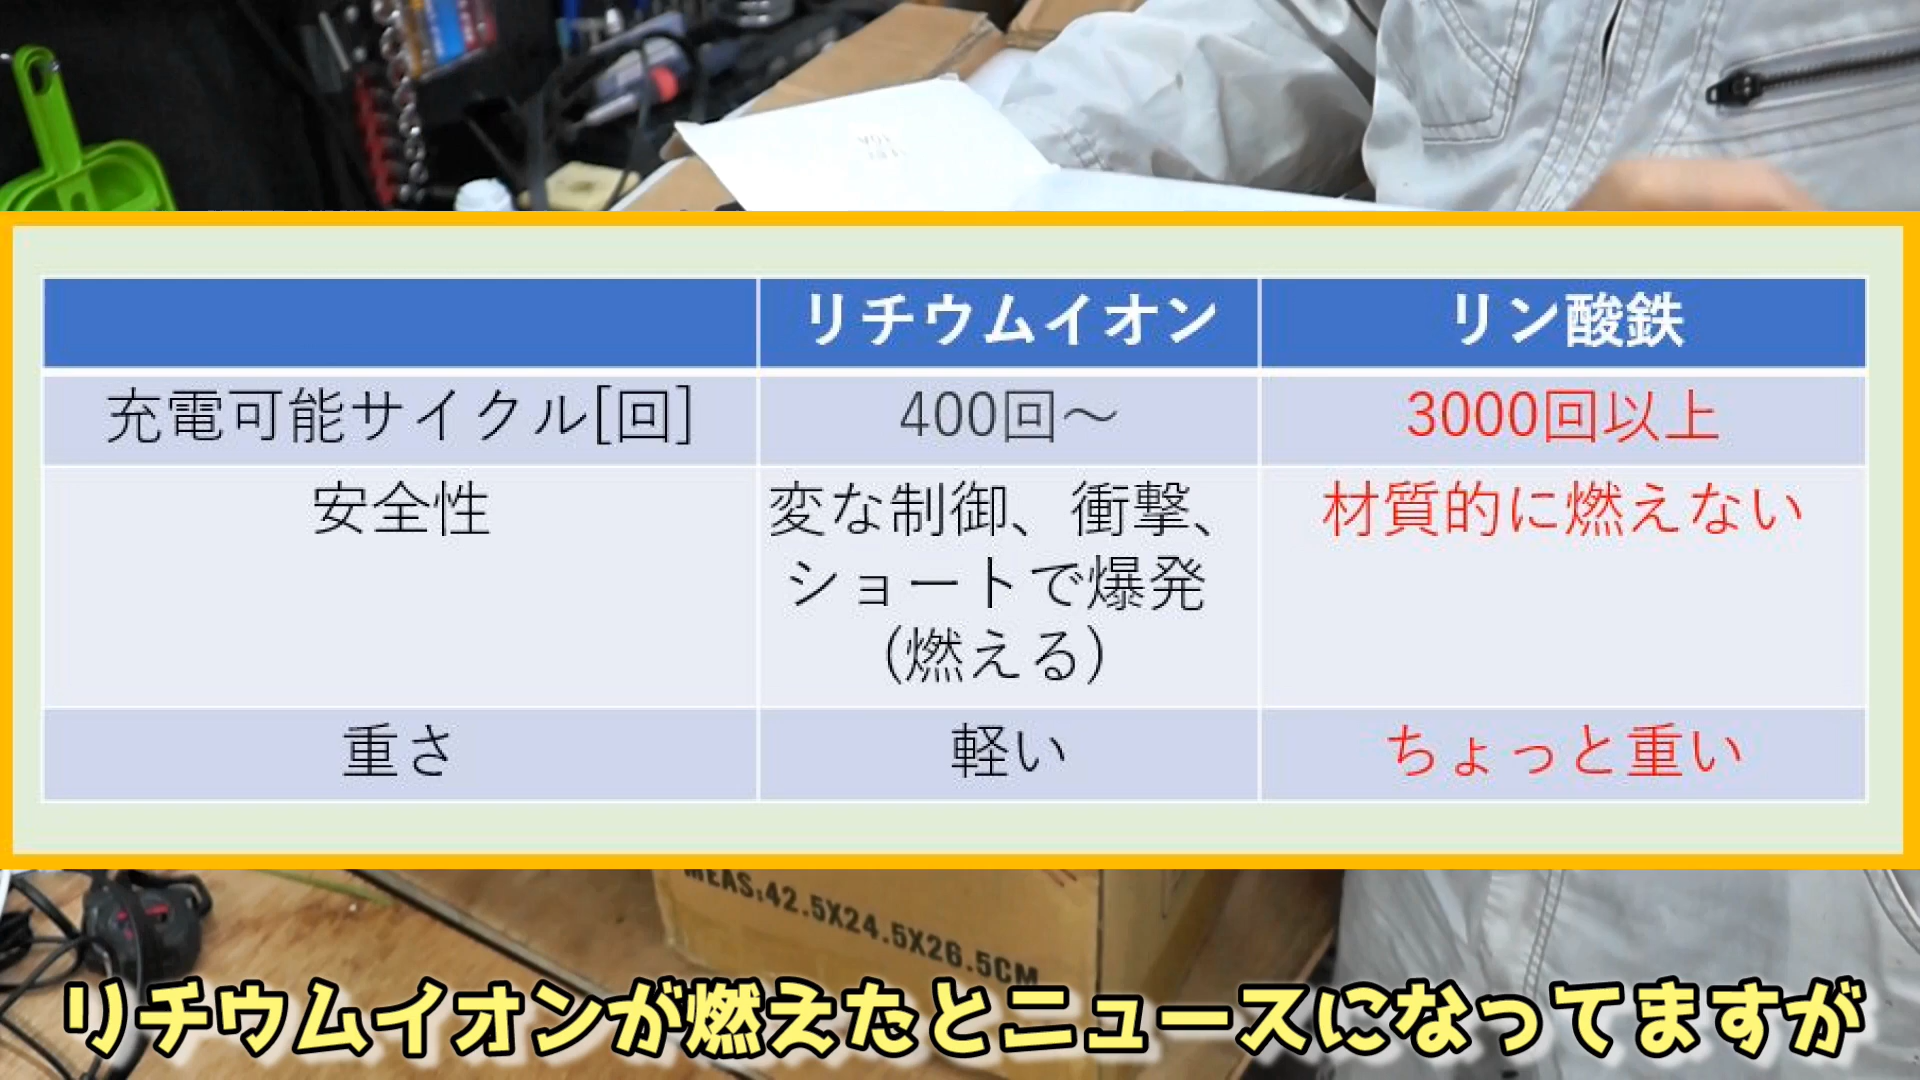 リチウムイオン リン酸鉄
充電可能サイクル[回] 400回～ 3000回以上
安全性 変な制御、衝撃、 材質的に燃えない
ショートで爆発
(燃える)
重さ 軽い ちょっと重い
MEAS:42.5X24.5X26.5CM
リチウムイオンが燃えたとニュースになってますが